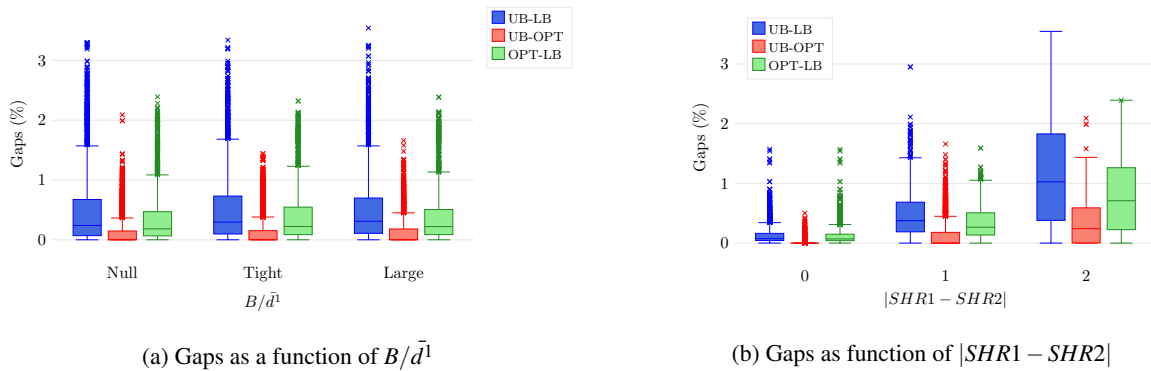 UB-LB
UB-OPT
OPT-LB
Gaps (%)
3
2
1
0
Null Tight Large
B/d̄¹
(a) Gaps as a function of B/d̄¹
UB-LB
UB-OPT
OPT-LB
Gaps (%)
3
2
1
0
0 1 2
|SHR1 − SHR2|
(b) Gaps as function of |SHR1 − SHR2|